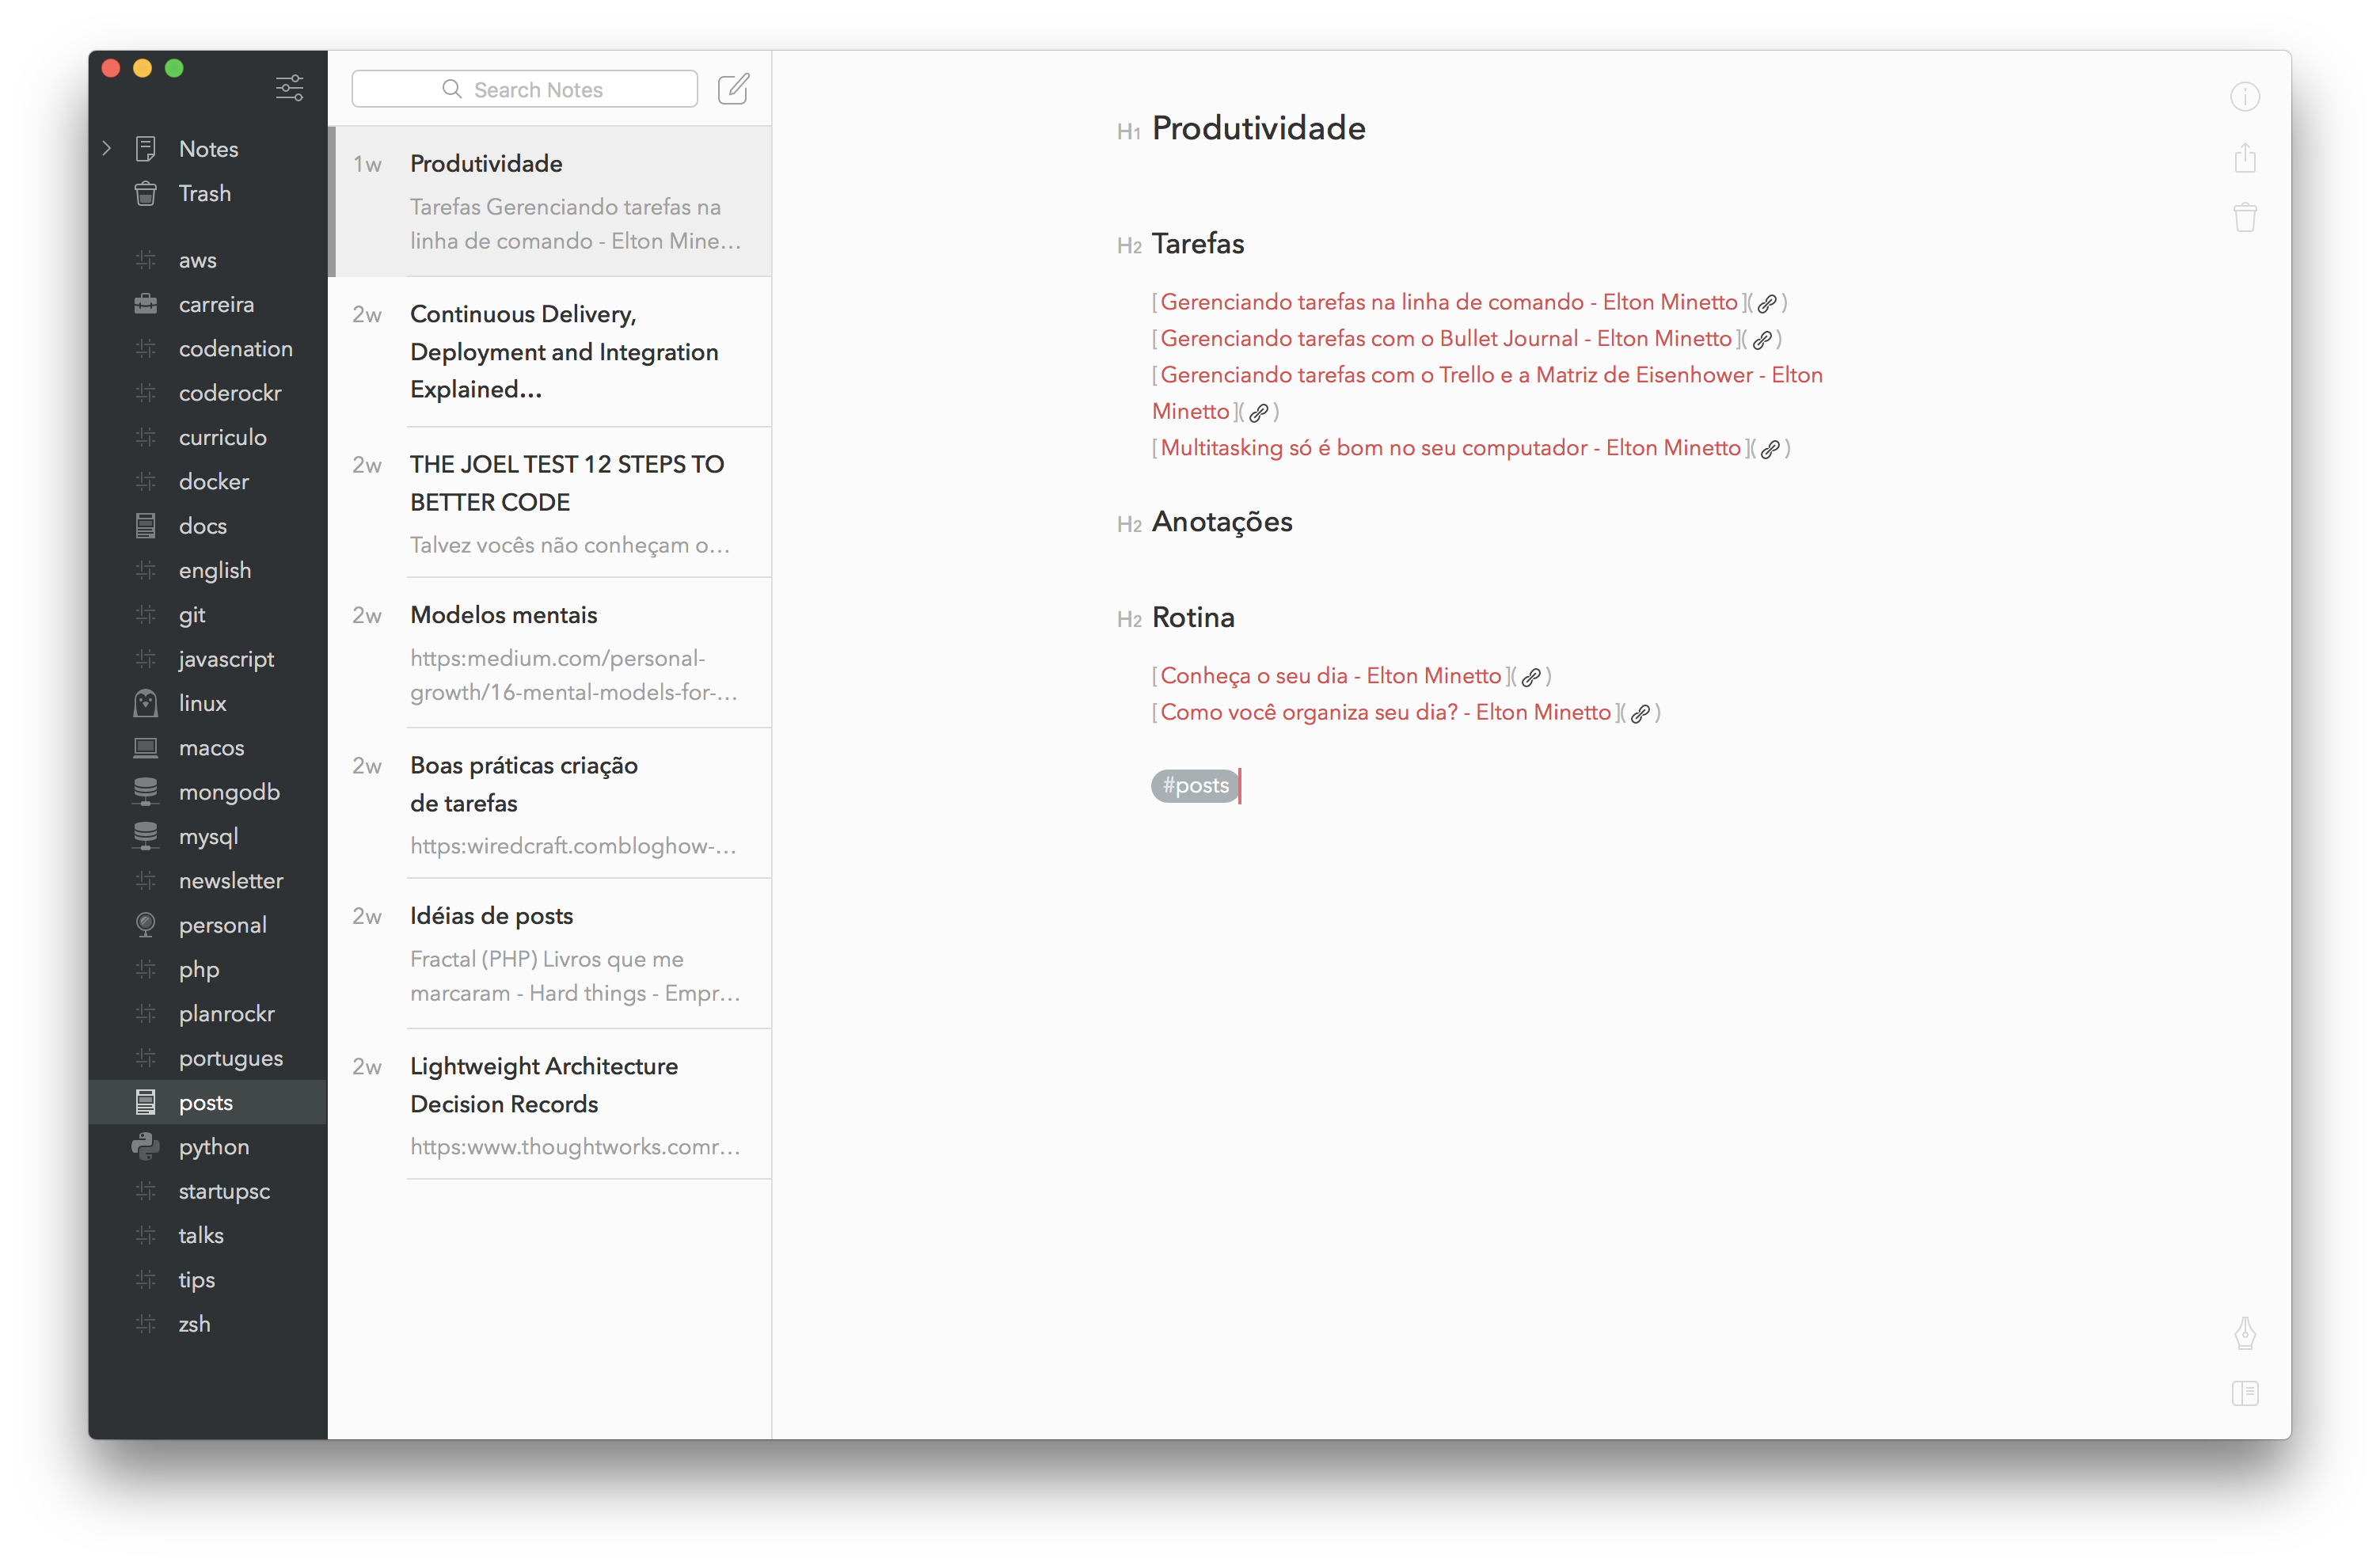 Notes
Trash
aws
carreira
codenation
coderockr
curriculo
docker
docs
english
git
javascript
linux
macos
mongodb
mysql
newsletter
personal
php
planrockr
portugues
posts
python
startupsc
talks
tips
zsh
Search Notes
1w Produtividade
Tarefas Gerenciando tarefas na
linha de comando - Elton Mine...
2w Continuous Delivery,
Deployment and Integration
Explained...
2w THE JOEL TEST 12 STEPS TO
BETTER CODE
Talvez vocês não conheçam o...
2w Modelos mentais
https:medium.com/personal-
growth/16-mental-models-for-...
2w Boas práticas criação
de tarefas
https:wiredcraft.combloghow-...
2w Idéias de posts
Fractal (PHP) Livros que me
marcaram - Hard things - Empr...
2w Lightweight Architecture
Decision Records
https:www.thoughtworks.comr...
H1 Produtividade
H2 Tarefas
[Gerenciando tarefas na linha de comando - Elton Minetto]()
[Gerenciando tarefas com o Bullet Journal - Elton Minetto]()
[Gerenciando tarefas com o Trello e a Matriz de Eisenhower - Elton
Minetto]()
[Multitasking só é bom no seu computador - Elton Minetto]()
H2 Anotações
H2 Rotina
[Conheça o seu dia - Elton Minetto]()
[Como você organiza seu dia? - Elton Minetto]()
#posts